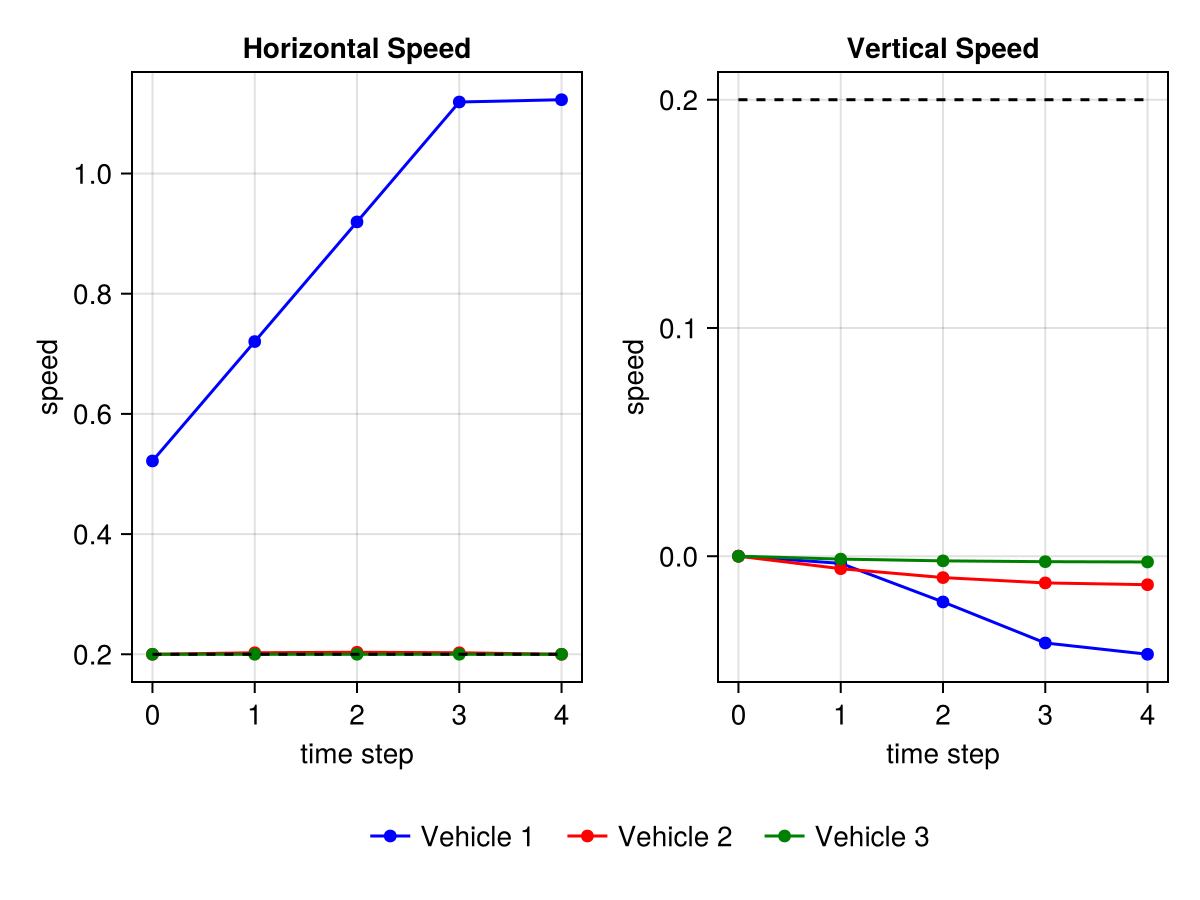 Horizontal Speed
1.0
0.8
0.6
0.4
0.2
speed
0 1 2 3 4
time step
Vertical Speed
0.2
0.1
0.0
speed
0 1 2 3 4
time step
Vehicle 1 Vehicle 2 Vehicle 3